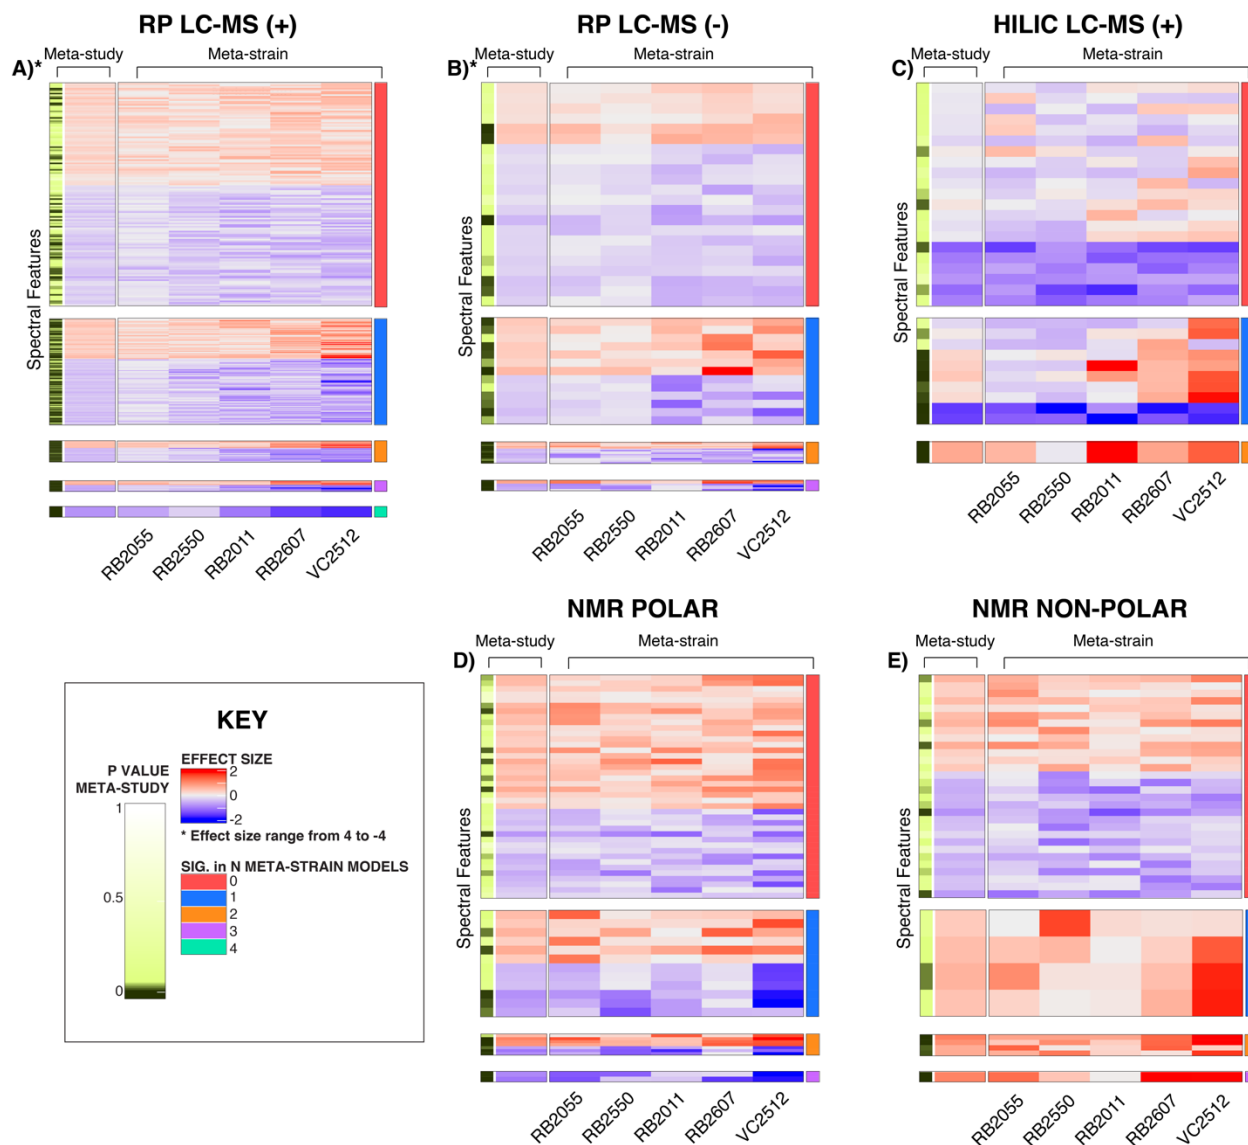 RP LC-MS (+)
Meta-study
Meta-strain
A)*
Spectral Features
RB2055
RB2550
RB2011
RB2607
VC2512
RP LC-MS (-)
Meta-study
Meta-strain
B)*
Spectral Features
RB2055
RB2550
RB2011
RB2607
VC2512
HILIC LC-MS (+)
Meta-study
Meta-strain
C)
Spectral Features
RB2055
RB2550
RB2011
RB2607
VC2512
KEY
P VALUE
META-STUDY
1
0.5
0
EFFECT SIZE
2
0
-2
* Effect size range from 4 to -4
SIG. in N META-STRAIN MODELS
0
1
2
3
4
NMR POLAR
Meta-study
Meta-strain
D)
Spectral Features
RB2055
RB2550
RB2011
RB2607
VC2512
NMR NON-POLAR
Meta-study
Meta-strain
E)
Spectral Features
RB2055
RB2550
RB2011
RB2607
VC2512